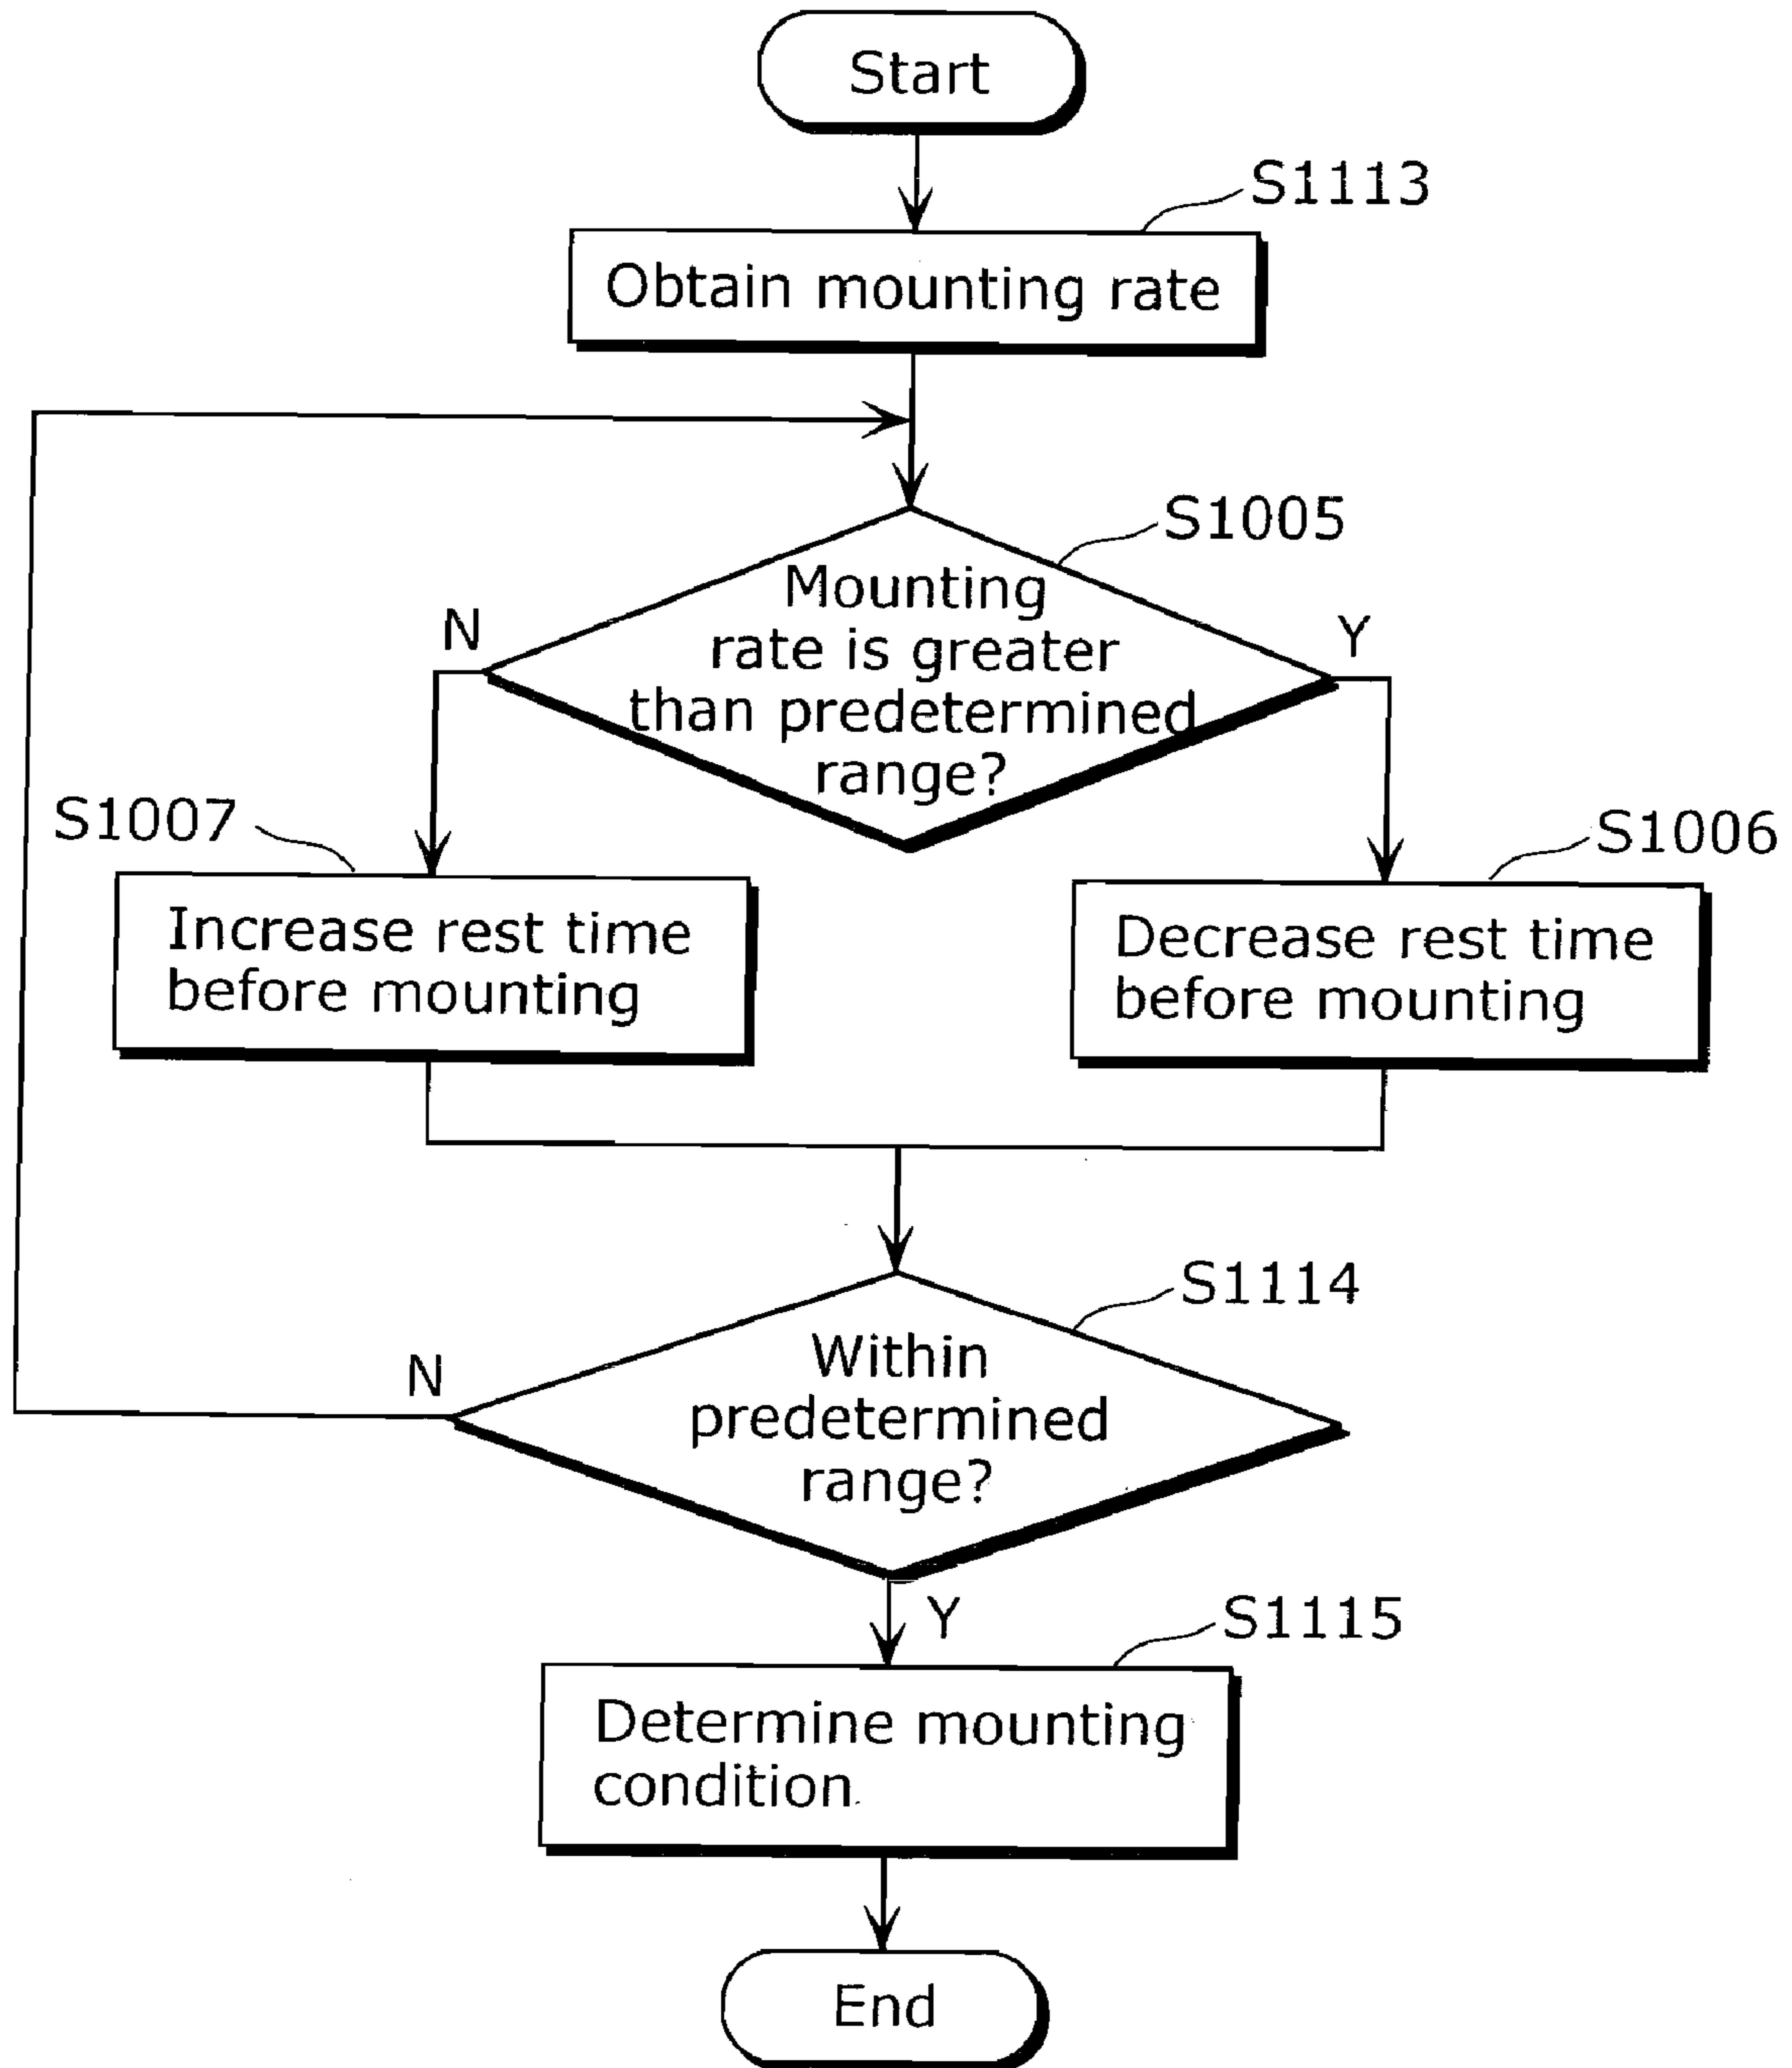 Start
S1113
Obtain mounting rate
S1005
Mounting
rate is greater
than predetermined
range?
N
Y
S1007
S1006
Increase rest time
before mounting
Decrease rest time
before mounting
S1114
Within
predetermined
range?
N
Y
S1115
Determine mounting
condition
End